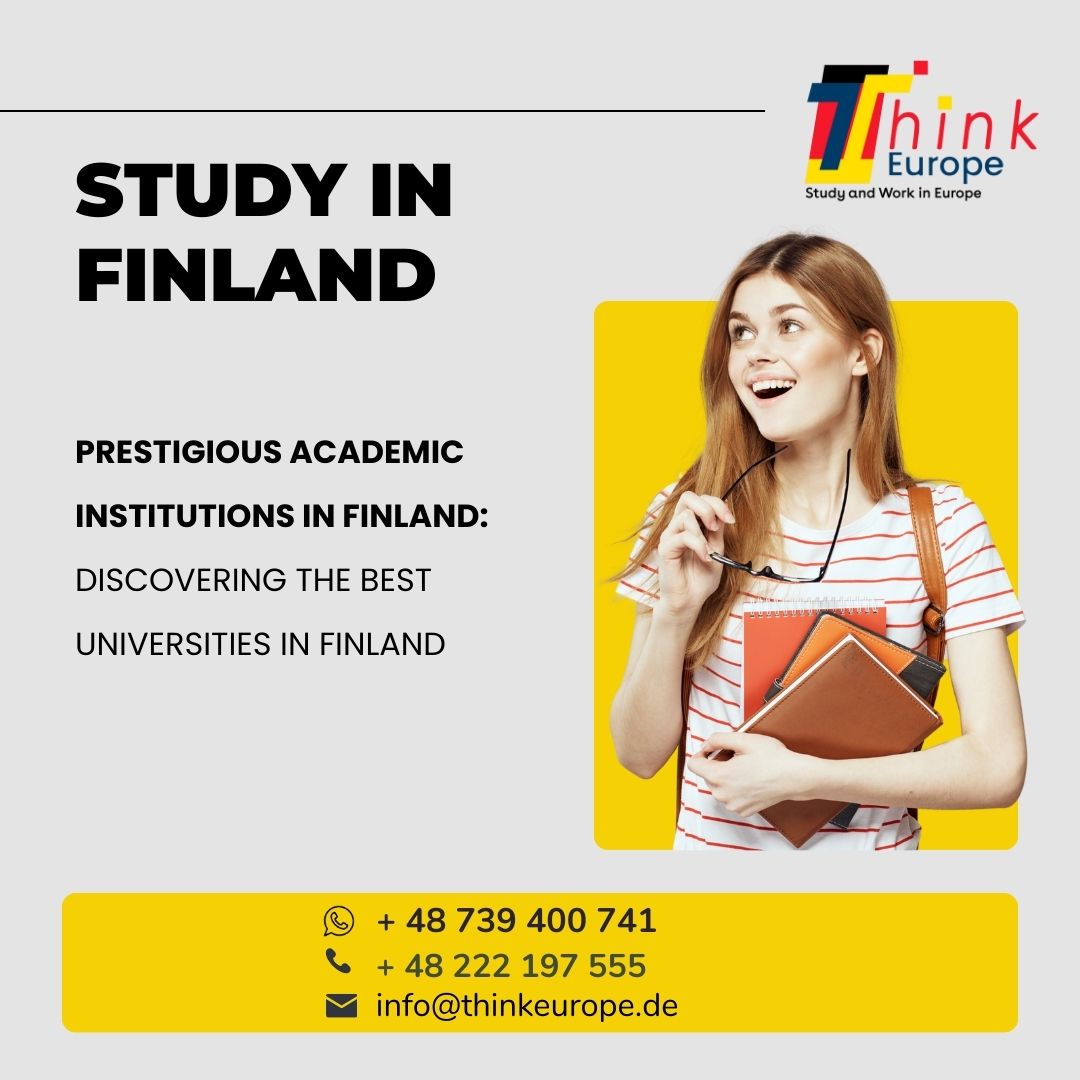 Think
Europe
Study and Work in Europe
STUDY IN
FINLAND
PRESTIGIOUS ACADEMIC
INSTITUTIONS IN FINLAND:
DISCOVERING THE BEST
UNIVERSITIES IN FINLAND
+ 48 739 400 741
+ 48 222 197 555
info@thinkeurope.de